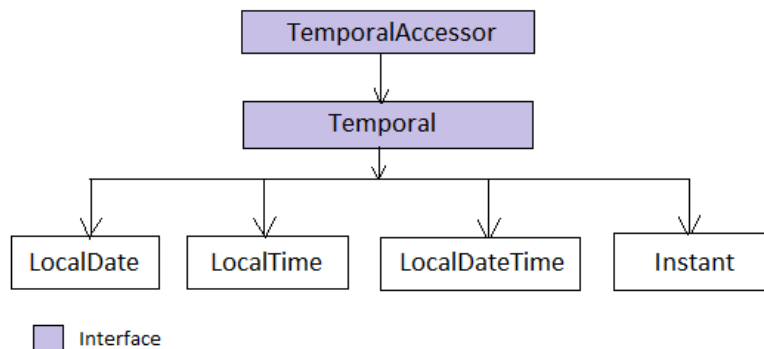 TemporalAccessor
Temporal
LocalDate
LocalTime
LocalDateTime
Instant
Interface